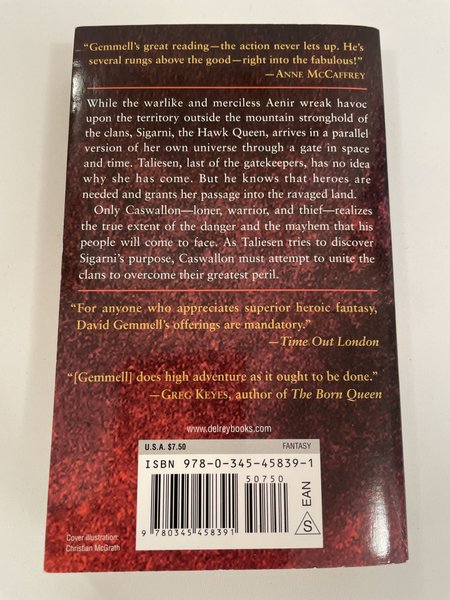 “Gemmell’s great reading—the action never lets up. He’s
several rungs above the good—right into the fabulous!”
—ANNE MCCAFFREY
While the warlike and merciless Aenir wreak havoc
upon the territory outside the mountain stronghold of
the clans, Sigarni, the Hawk Queen, arrives in a parallel
version of her own universe through a gate in space
and time. Taliesen, last of the gatekeepers, has no idea
why she has come. But he knows that heroes are
needed and grants her passage into the ravaged land.
Only Caswallon—loner, warrior, and thief—realizes
the true extent of the danger and the mayhem that his
people will come to face. As Taliesen tries to discover
Sigarni’s purpose, Caswallon must attempt to unite the
clans to overcome their greatest peril.
“For anyone who appreciates superior heroic fantasy,
David Gemmell’s offerings are mandatory.”
—Time Out London
“[Gemmell] does high adventure as it ought to be done.”
—GREG KEYES, author of The Born Queen
www.delreybooks.com
U.S.A. $7.50 FANTASY
ISBN 978-0-345-45839-1
50750
9 780345 458391
S EAN
Cover illustration:
Christian McGrath